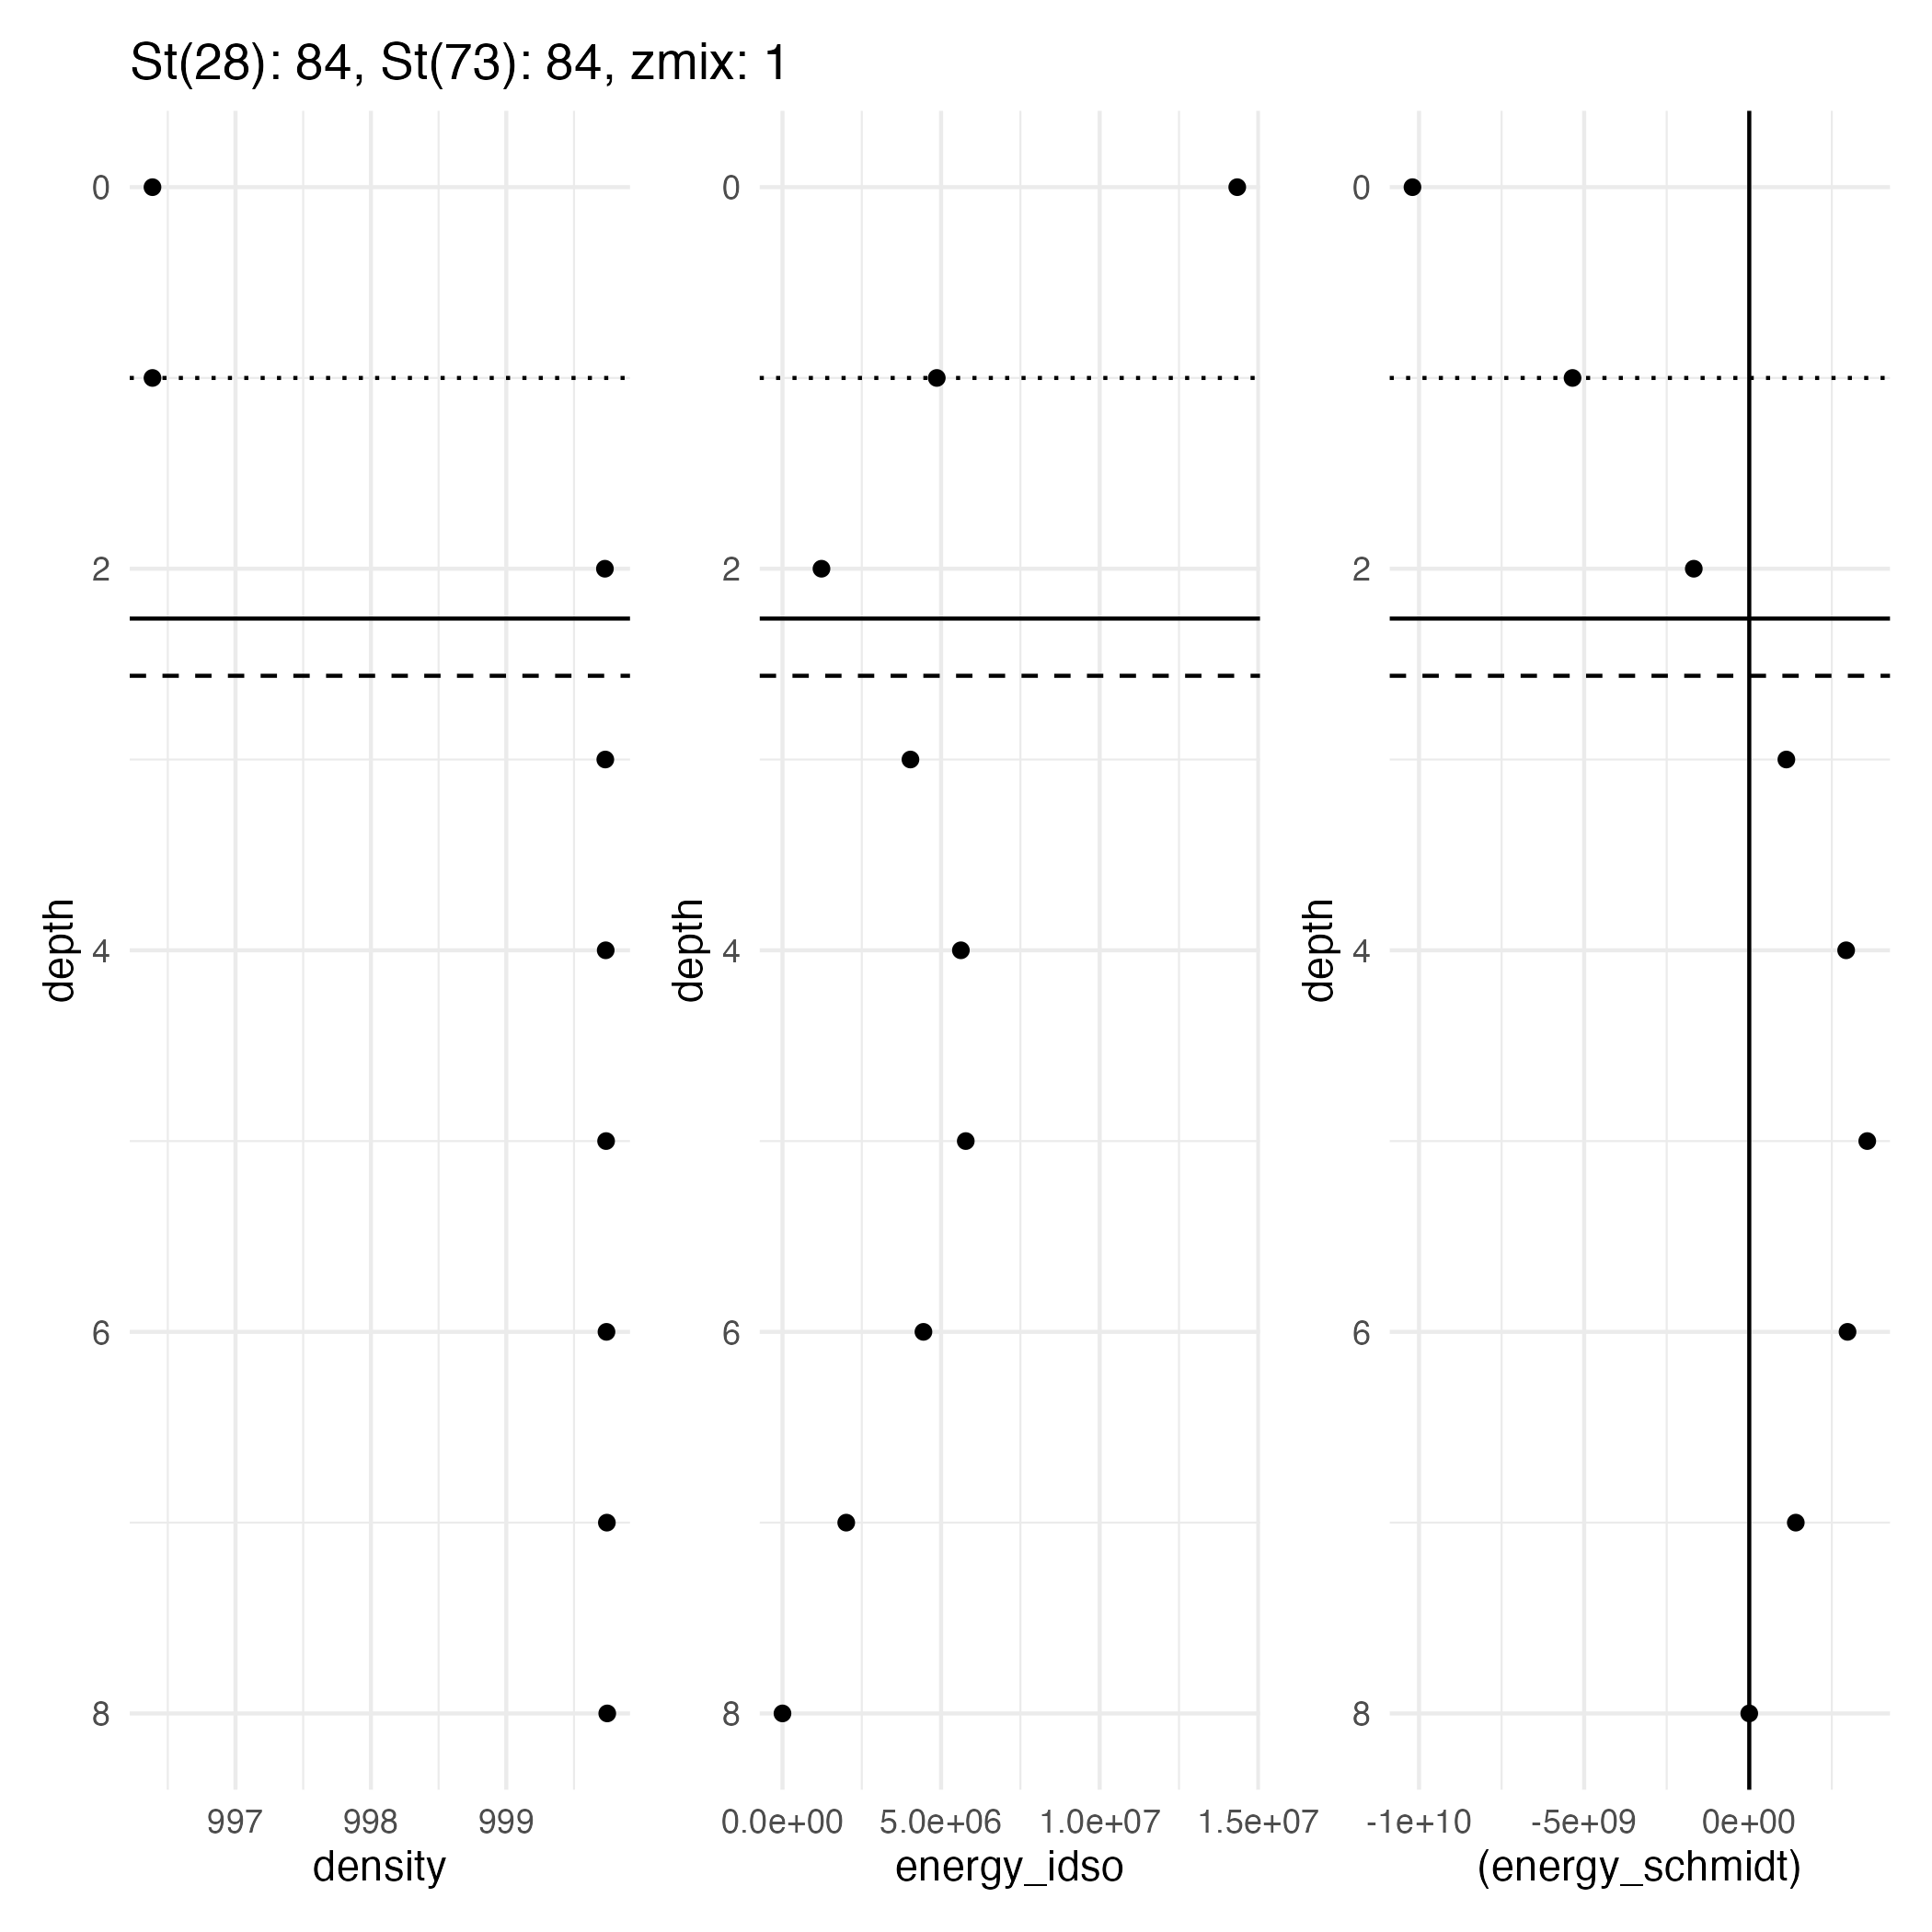 St(28): 84, St(73): 84, zmix: 1
depth
0
2
4
6
8
997 998 999
density
depth
0
2
4
6
8
0.0e+00 5.0e+06 1.0e+07 1.5e+07
energy_idso
depth
0
2
4
6
8
-1e+10 -5e+09 0e+00
(energy_schmidt)